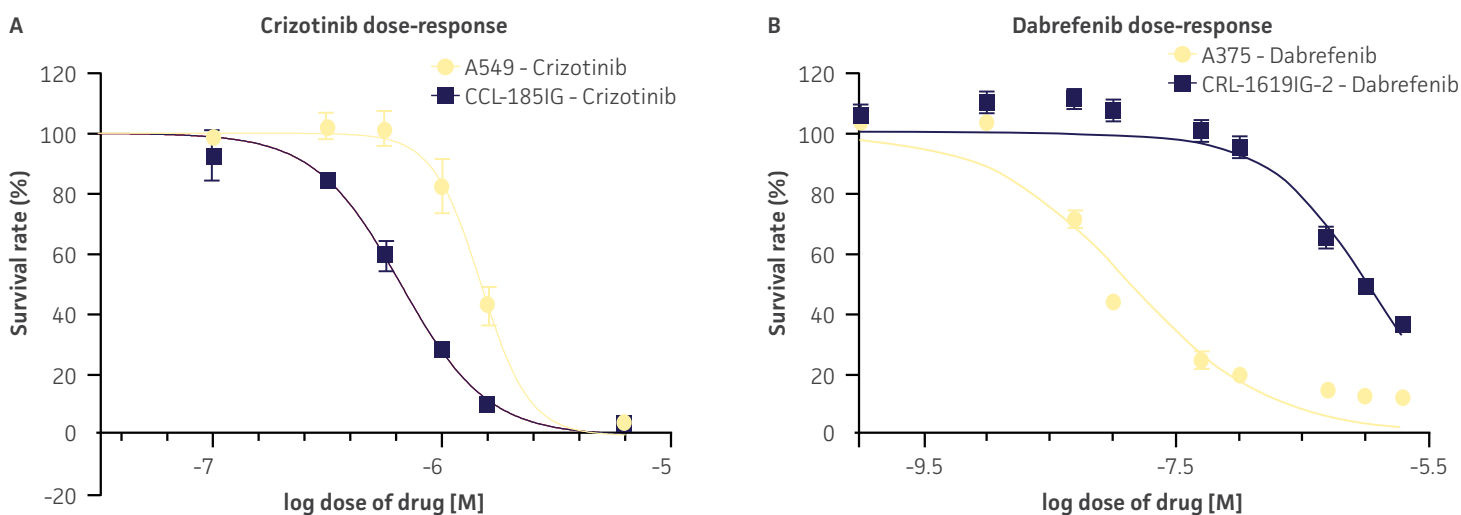 A
Crizotinib dose-response
A549 - Crizotinib
CCL-185IG - Crizotinib
Survival rate (%)
120
100
80
60
40
20
0
-20
-7
-6
-5
log dose of drug [M]
B
Dabrefenib dose-response
A375 - Dabrefenib
CRL-1619IG-2 - Dabrefenib
Survival rate (%)
120
100
80
60
40
20
0
-9.5
-7.5
-5.5
log dose of drug [M]